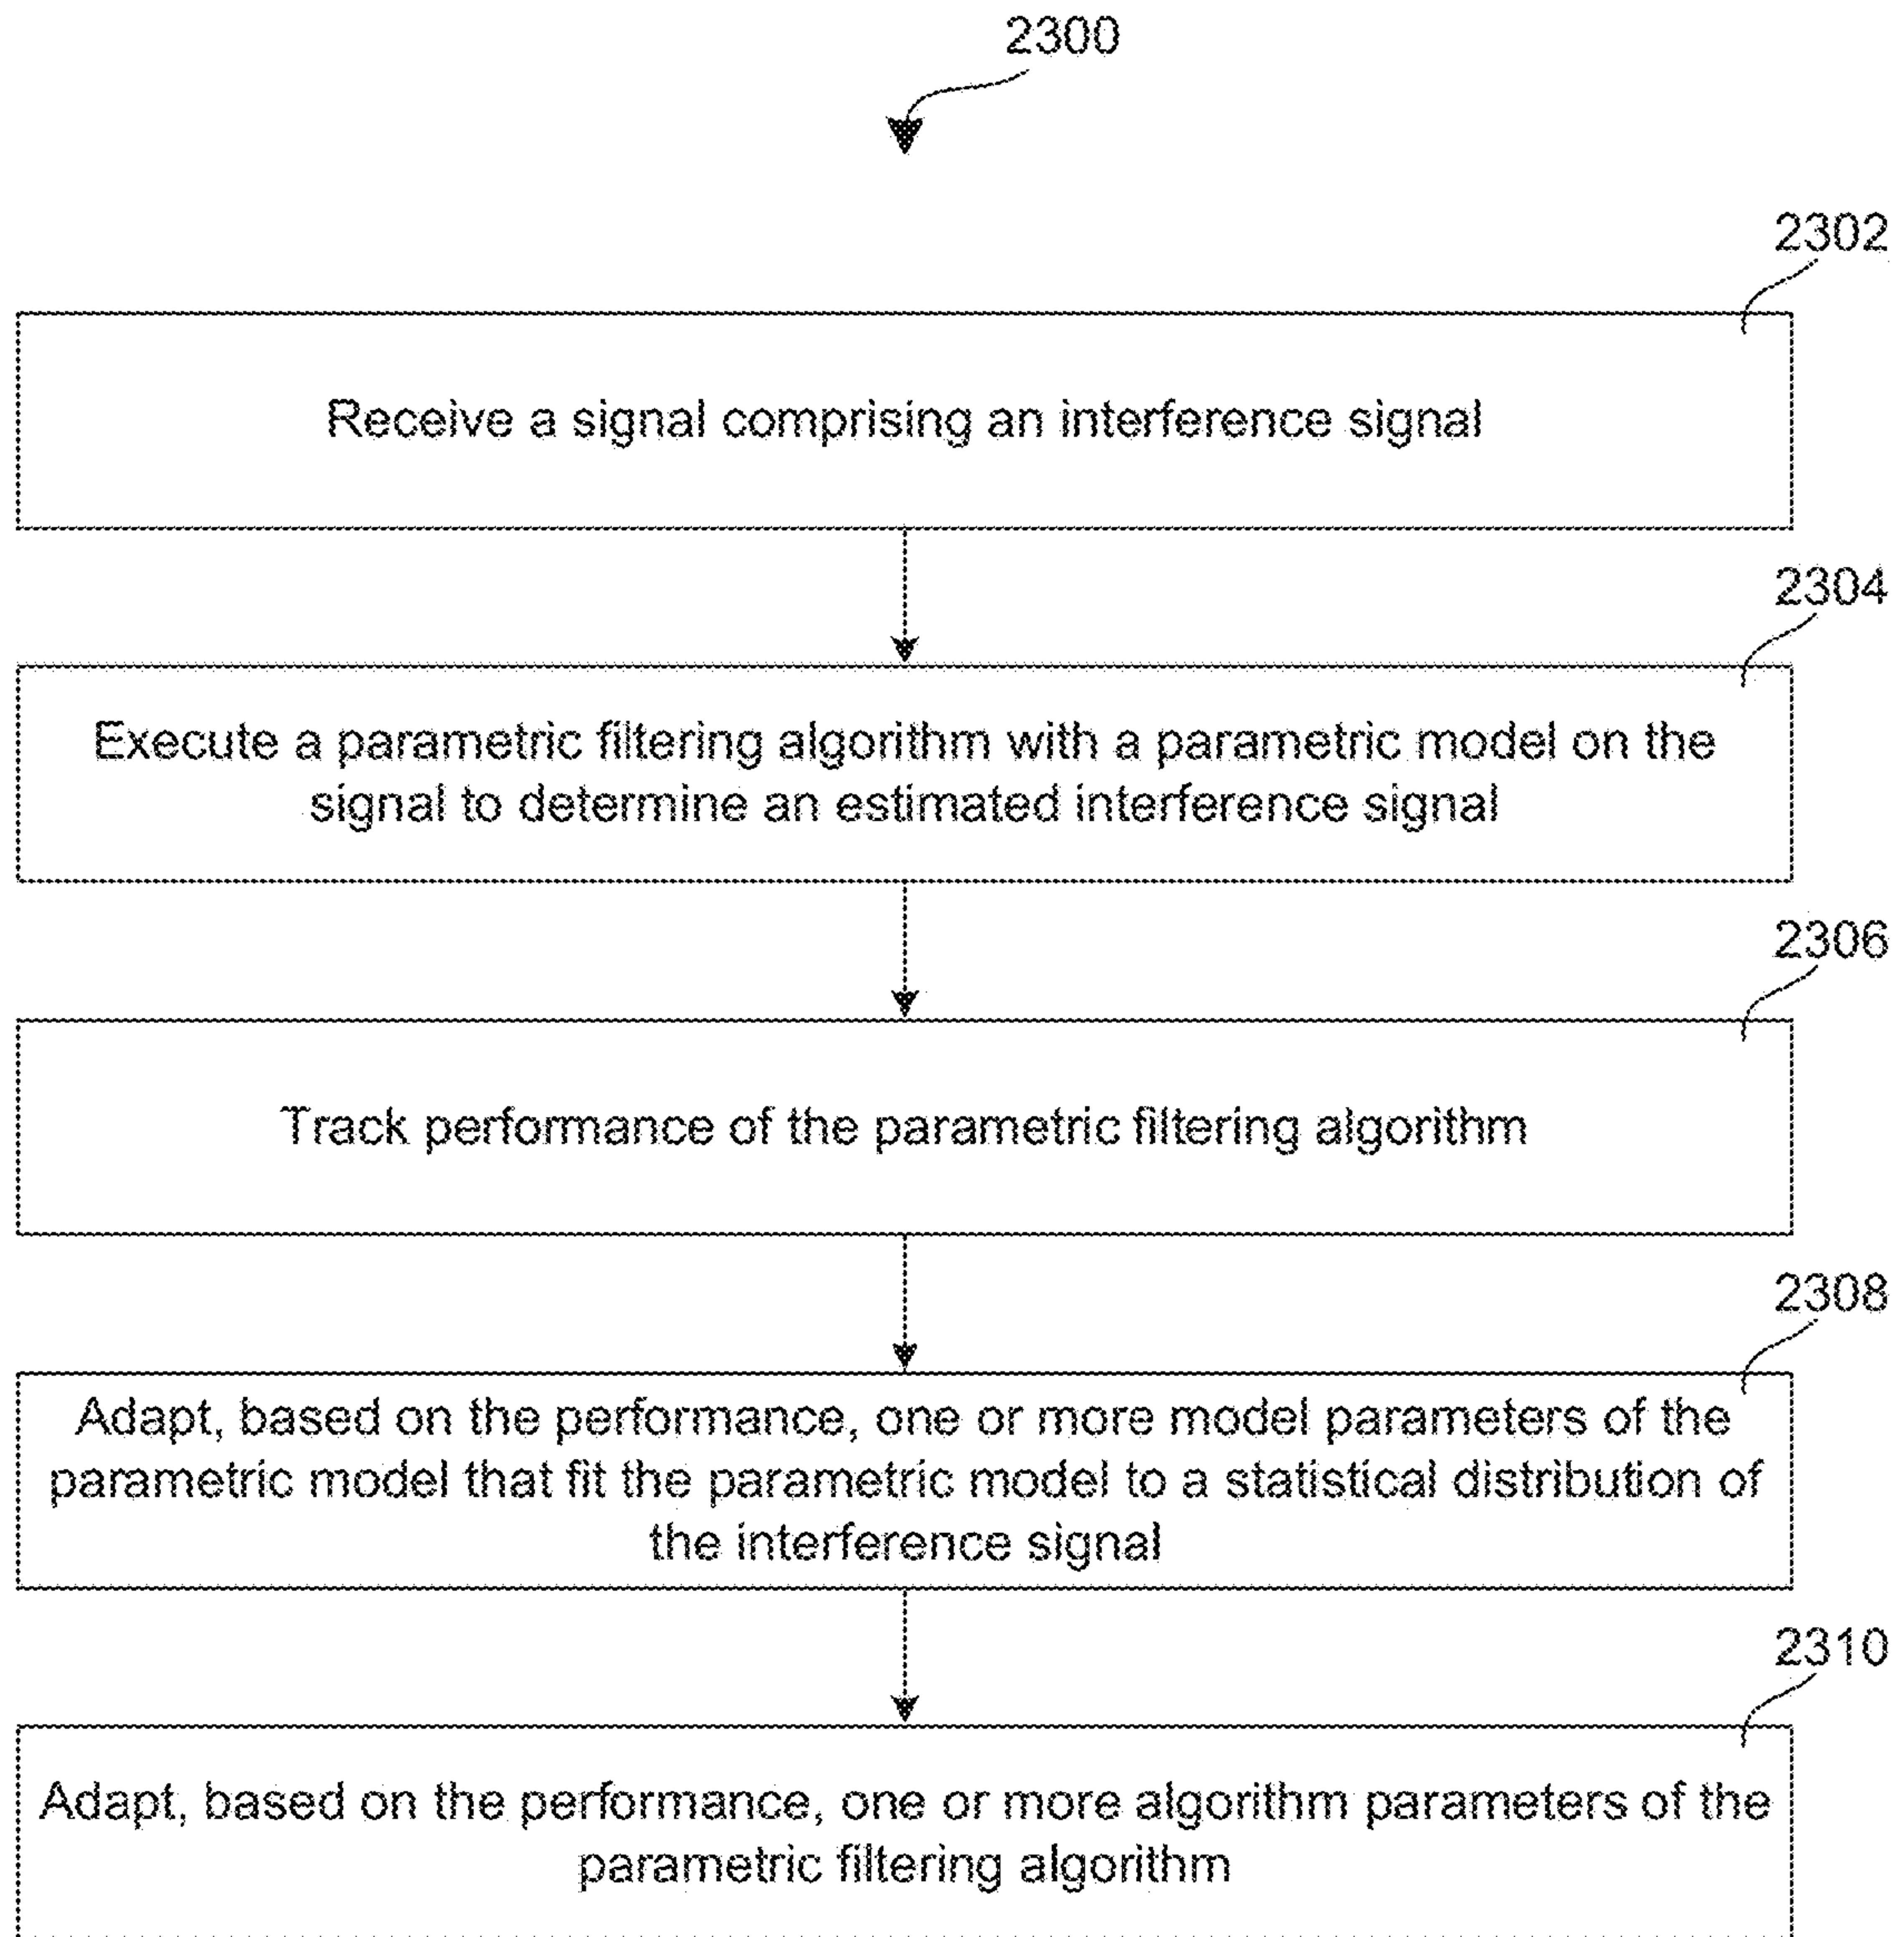 2300
2302
Receive a signal comprising an interference signal
2304
Execute a parametric filtering algorithm with a parametric model on the
signal to determine an estimated interference signal
2306
Track performance of the parametric filtering algorithm
2308
Adapt, based on the performance, one or more model parameters of the
parametric model that fit the parametric model to a statistical distribution of
the interference signal
2310
Adapt, based on the performance, one or more algorithm parameters of the
parametric filtering algorithm